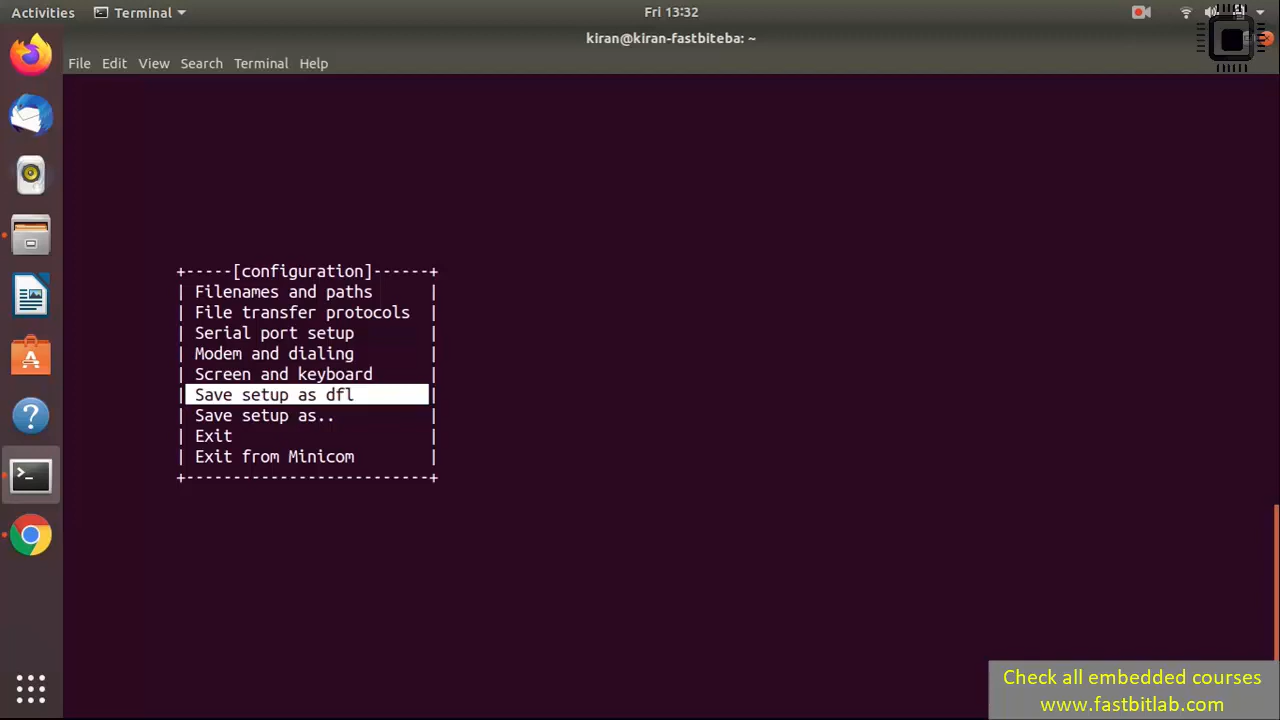 Activities Terminal Fri 13:32
kiran@kiran-fastbiteba: ~
File Edit View Search Terminal Help
+-----[configuration]------+
| Filenames and paths |
| File transfer protocols |
| Serial port setup |
| Modem and dialing |
| Screen and keyboard |
| Save setup as dfl |
| Save setup as.. |
| Exit |
| Exit from Minicom |
+--------------------------+
Check all embedded courses
www.fastbitlab.com